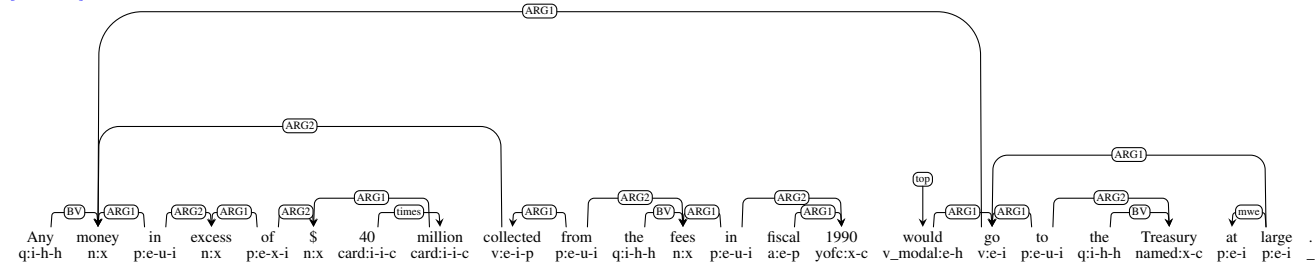 ARG1
ARG2
ARG1
top
ARG1 ARG2 ARG2 ARG2
BV ARG1 ARG2 ARG1 ARG2 times ARG1 BV ARG1 ARG1 ARG1 ARG1 BV mwe
Any money in excess of $ 40 million collected from the fees in fiscal 1990 would go to the Treasury at large .
q:i-h-h n:x p:e-u-i n:x p:e-x-i n:x card:i-i-c card:i-i-c v:e-i-p p:e-u-i q:i-h-h n:x p:e-u-i a:e-p yofc:x-c v_modal:e-h v:e-i p:e-u-i q:i-h-h named:x-c p:e-i p:e-i _